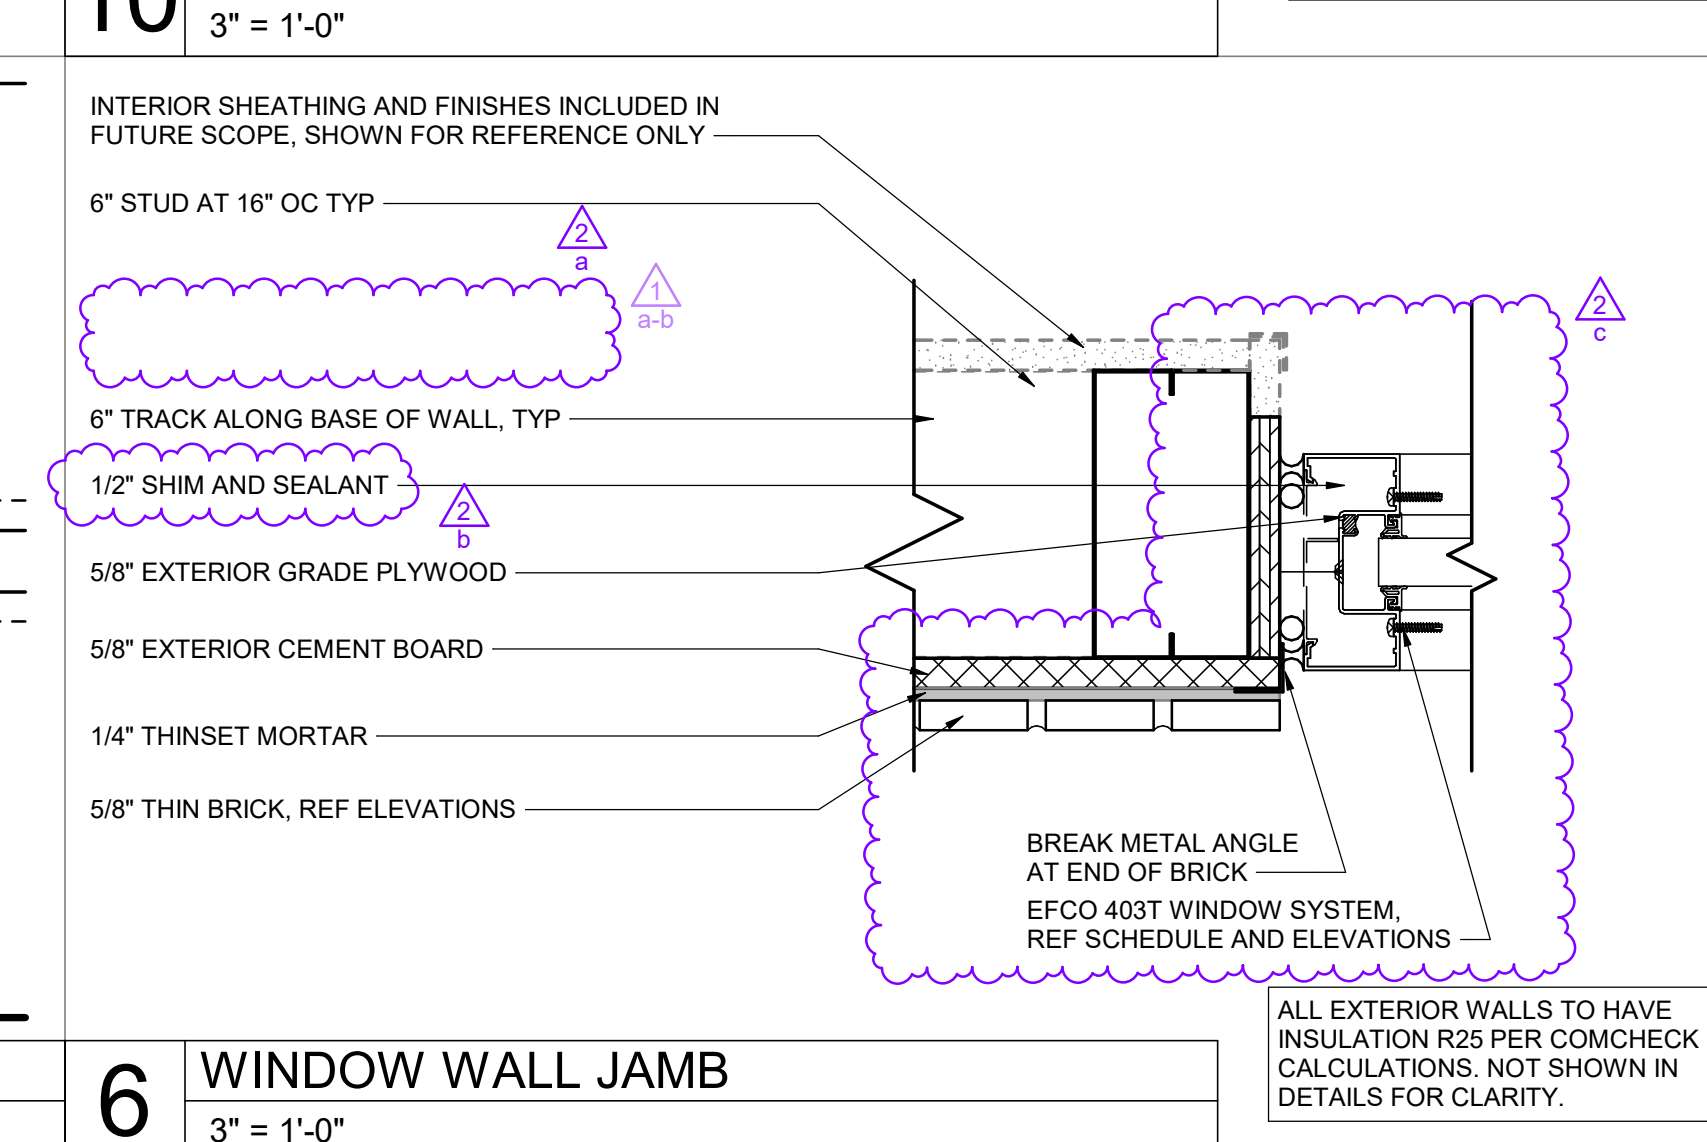 10
3" = 1'-0"
INTERIOR SHEATHING AND FINISHES INCLUDED IN
FUTURE SCOPE, SHOWN FOR REFERENCE ONLY
6" STUD AT 16" OC TYP
2
a
1
a-b
2
c
6" TRACK ALONG BASE OF WALL, TYP
1/2" SHIM AND SEALANT
2
b
5/8" EXTERIOR GRADE PLYWOOD
5/8" EXTERIOR CEMENT BOARD
1/4" THINSET MORTAR
5/8" THIN BRICK, REF ELEVATIONS
BREAK METAL ANGLE
AT END OF BRICK
EFCO 403T WINDOW SYSTEM,
REF SCHEDULE AND ELEVATIONS
ALL EXTERIOR WALLS TO HAVE
INSULATION R25 PER COMCHECK
CALCULATIONS. NOT SHOWN IN
DETAILS FOR CLARITY.
6
WINDOW WALL JAMB
3" = 1'-0"